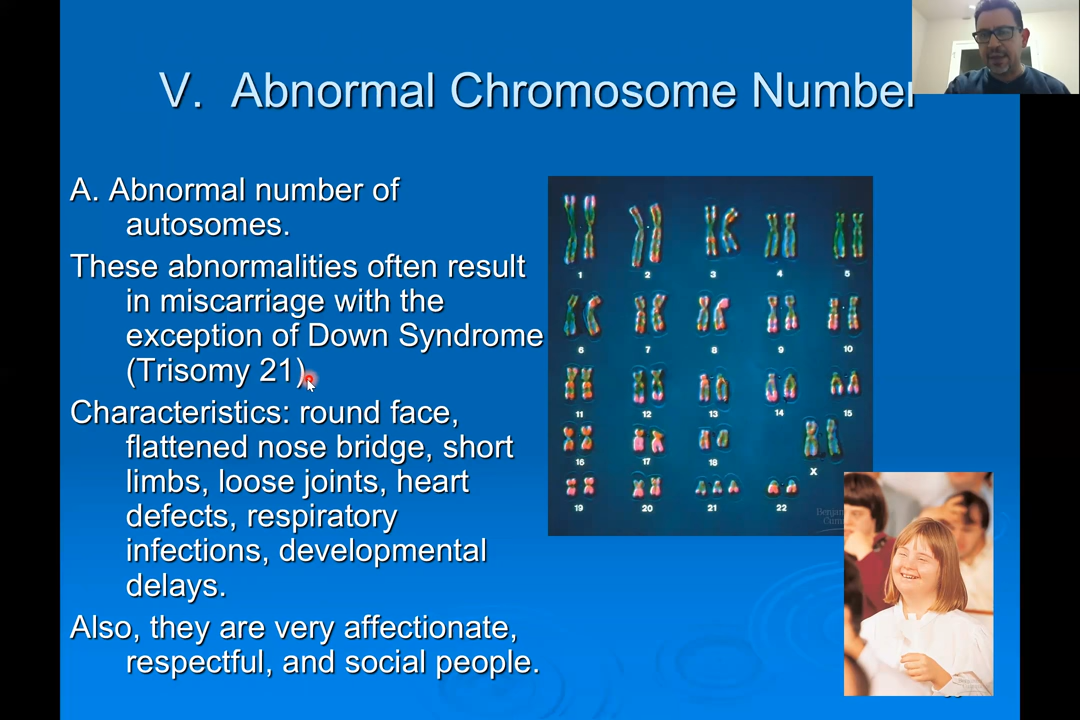 V. Abnormal Chromosome Number
A. Abnormal number of
autosomes.
These abnormalities often result
in miscarriage with the
exception of Down Syndrome
(Trisomy 21)
Characteristics: round face,
flattened nose bridge, short
limbs, loose joints, heart
defects, respiratory
infections, developmental
delays.
Also, they are very affectionate,
respectful, and social people.
1 2 3 4 5
6 7 8 9 10
11 12 13 14 15
16 17 18 X
19 20 21 22